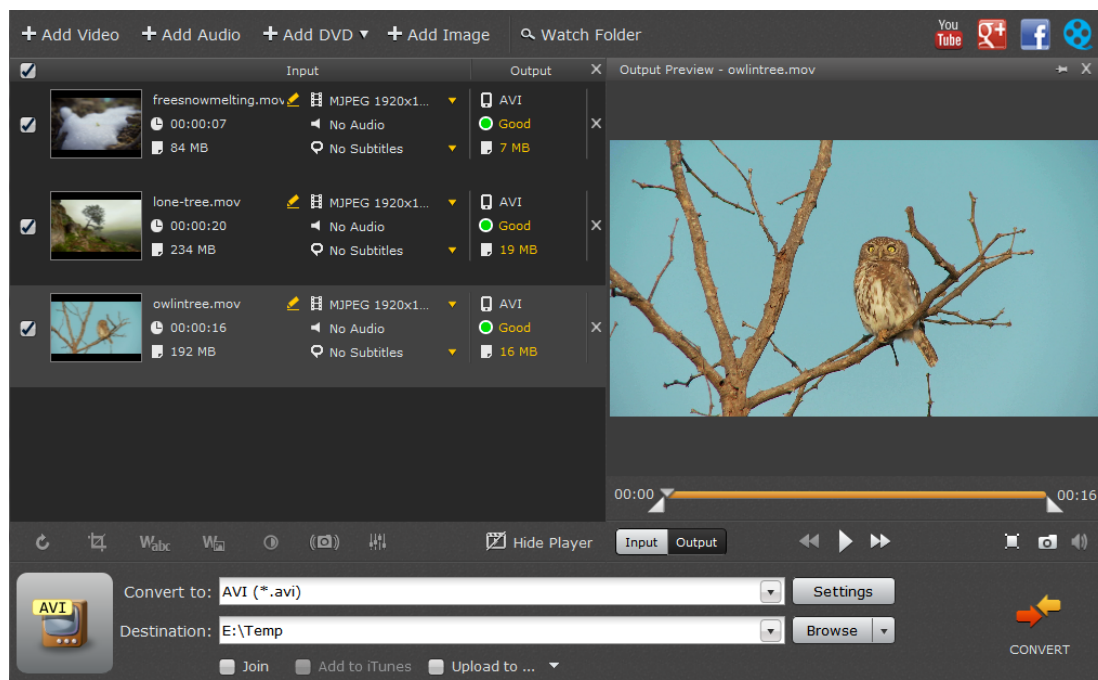 Add Video Add Audio Add DVD Add Image Watch Folder You Tube g+ f
Input Output X Output Preview - owlintree.mov X
freesnowmelting.mov MJPEG 1920x1... AVI
00:00:07 No Audio Good
84 MB No Subtitles 7 MB
lone-tree.mov MJPEG 1920x1... AVI
00:00:20 No Audio Good
234 MB No Subtitles 19 MB
owlintree.mov MJPEG 1920x1... AVI
00:00:16 No Audio Good
192 MB No Subtitles 16 MB
00:00 00:16
Wabc W Hide Player Input Output
Convert to: AVI (*.avi) Settings
AVI
Destination: E:\Temp Browse
CONVERT
Join Add to iTunes Upload to ...